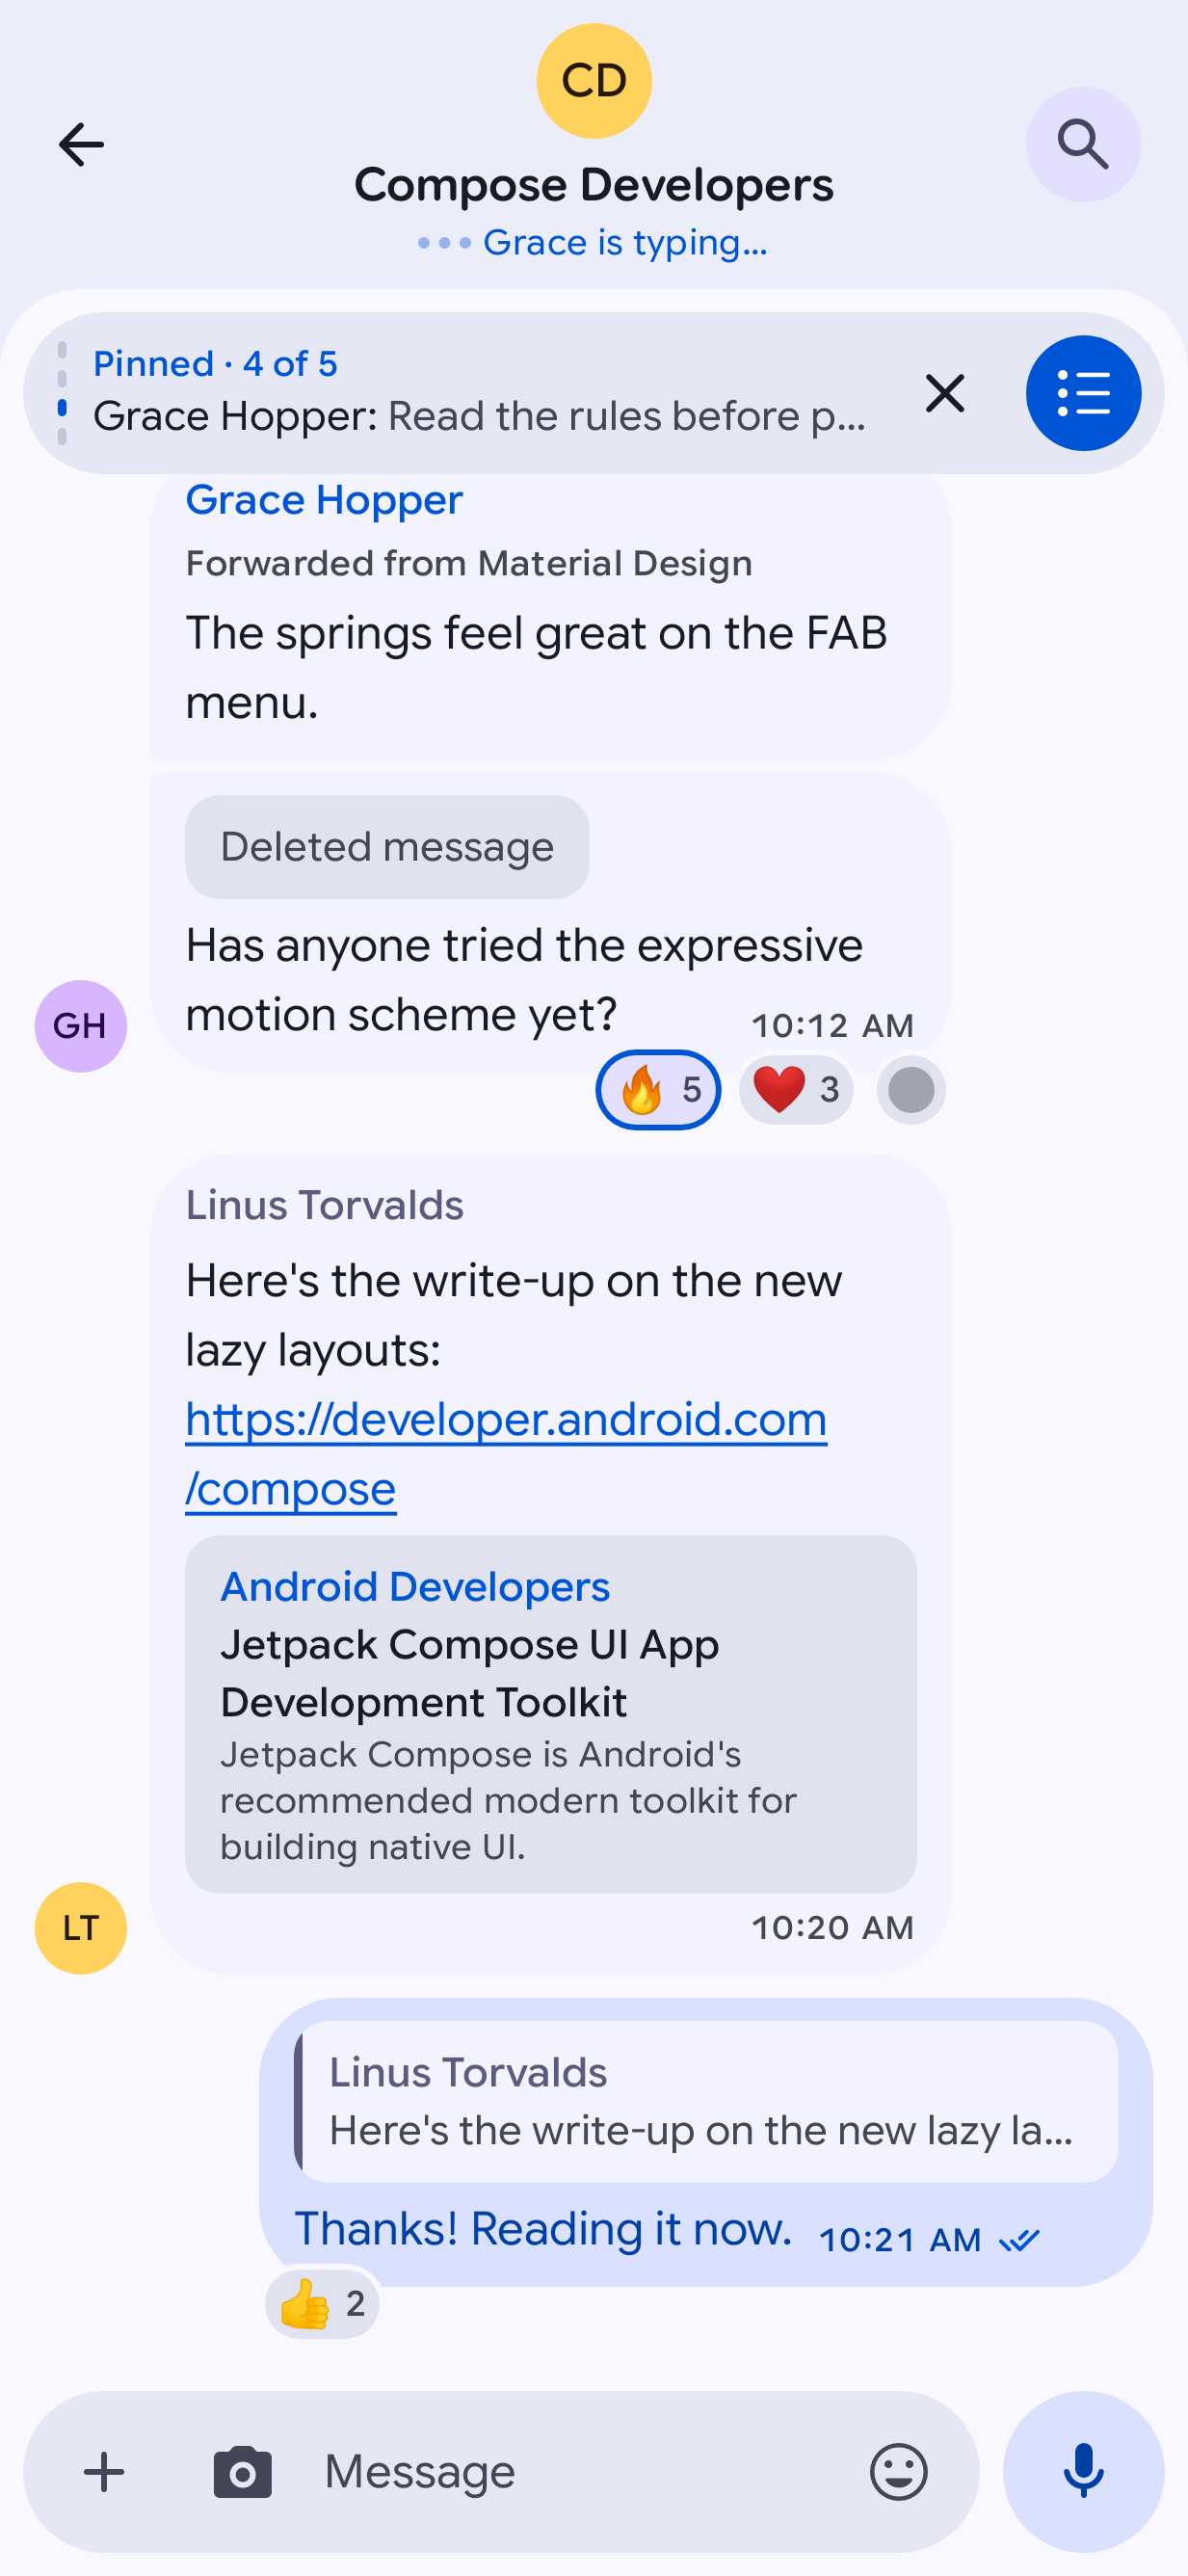 CD
Compose Developers
Grace is typing...
Pinned · 4 of 5
Grace Hopper: Read the rules before p...
Grace Hopper
Forwarded from Material Design
The springs feel great on the FAB
menu.
Deleted message
Has anyone tried the expressive
motion scheme yet?
10:12 AM
GH
5
3
Linus Torvalds
Here's the write-up on the new
lazy layouts:
https://developer.android.com
/compose
Android Developers
Jetpack Compose UI App
Development Toolkit
Jetpack Compose is Android's
recommended modern toolkit for
building native UI.
LT
10:20 AM
Linus Torvalds
Here's the write-up on the new lazy la...
Thanks! Reading it now.
10:21 AM
2
Message